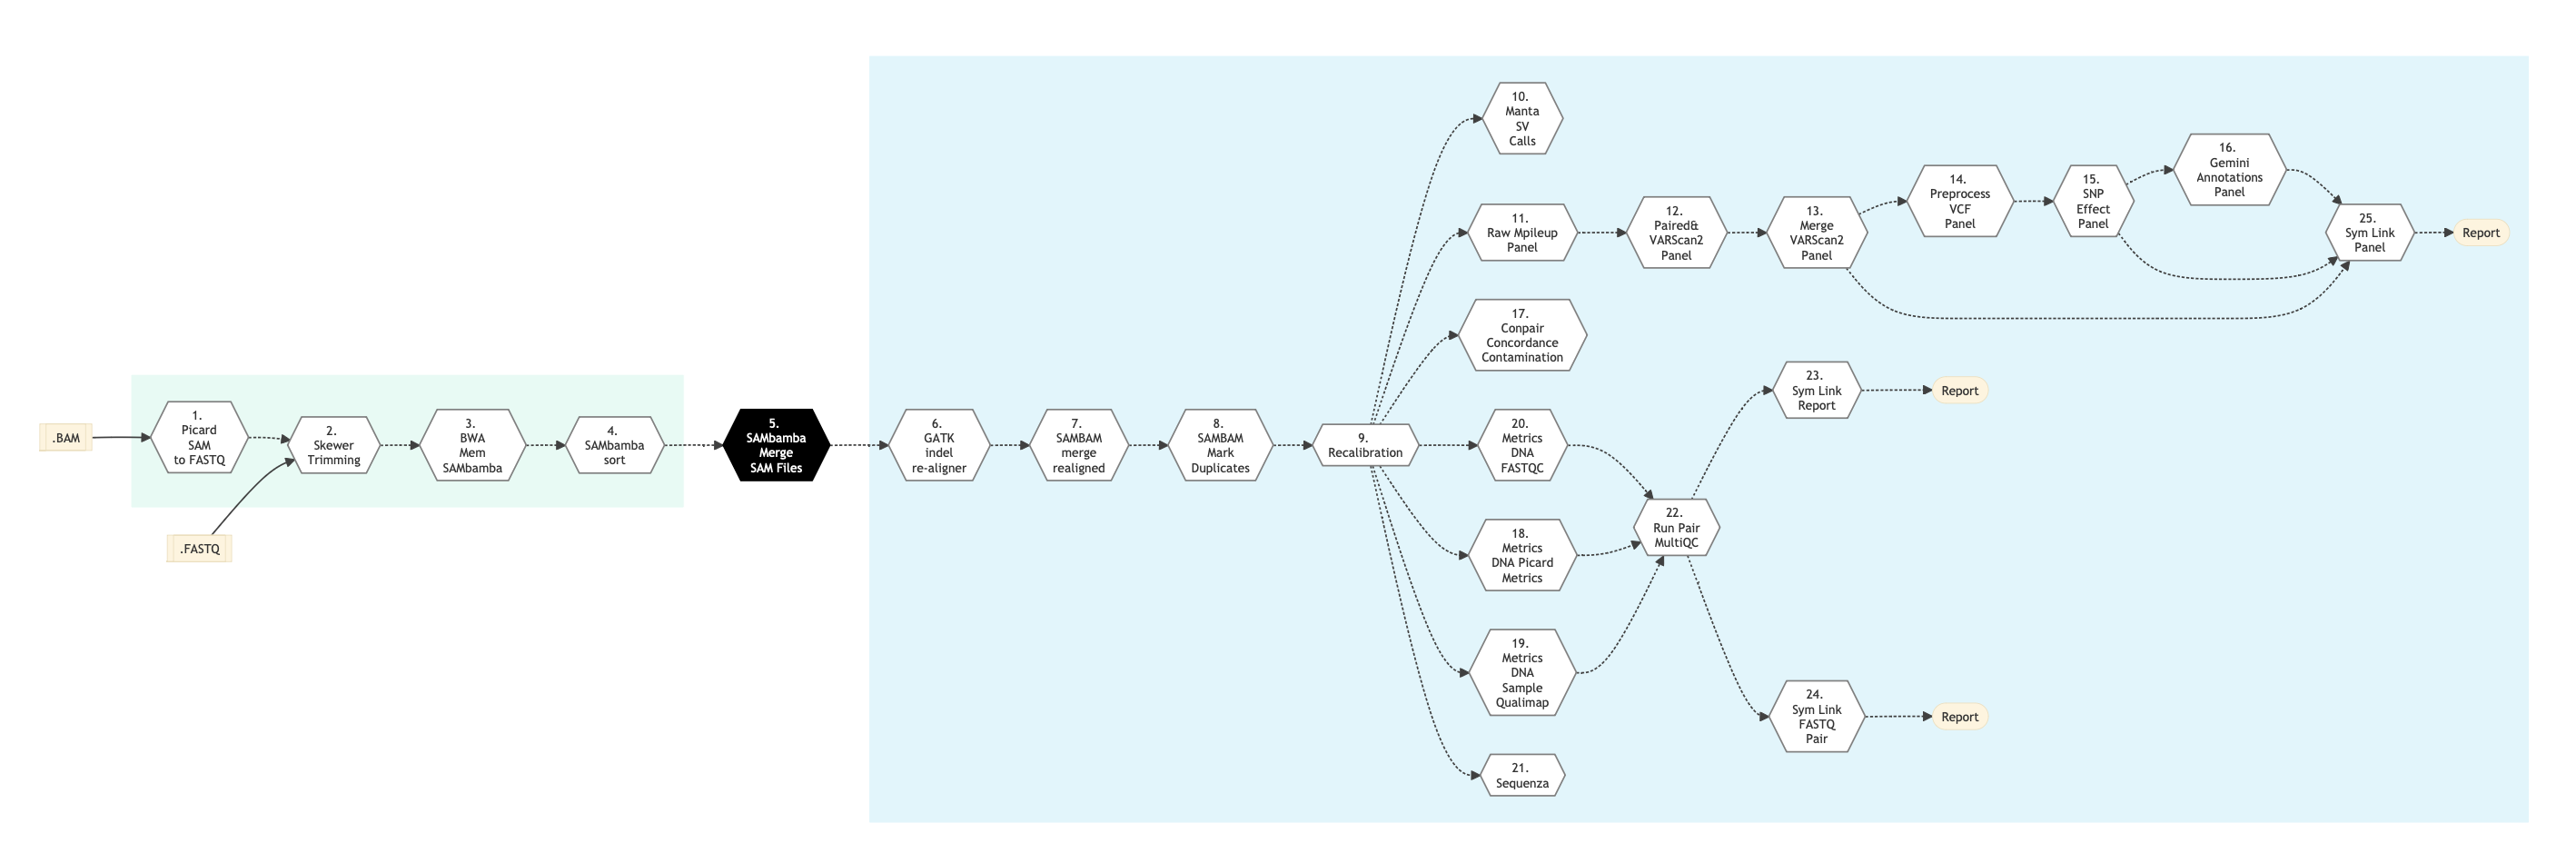 .BAM
.FASTQ
1.
Picard
SAM
to FASTQ
2.
Skewer
Trimming
3.
BWA
Mem
SAMbamba
4.
SAMbamba
sort
5.
SAMbamba
Merge
SAM Files
6.
GATK
indel
re-aligner
7.
SAMBAM
merge
realigned
8.
SAMBAM
Mark
Duplicates
9.
Recalibration
10.
Manta
SV
Calls
11.
Raw Mpileup
Panel
12.
Paired&
VARScan2
Panel
13.
Merge
VARScan2
Panel
14.
Preprocess
VCF
Panel
15.
SNP
Effect
Panel
16.
Gemini
Annotations
Panel
25.
Sym Link
Panel
Report
17.
Conpair
Concordance
Contamination
20.
Metrics
DNA
FASTQC
18.
Metrics
DNA Picard
Metrics
19.
Metrics
DNA
Sample
Qualimap
21.
Sequenza
22.
Run Pair
MultiQC
23.
Sym Link
Report
Report
24.
Sym Link
FASTQ
Pair
Report